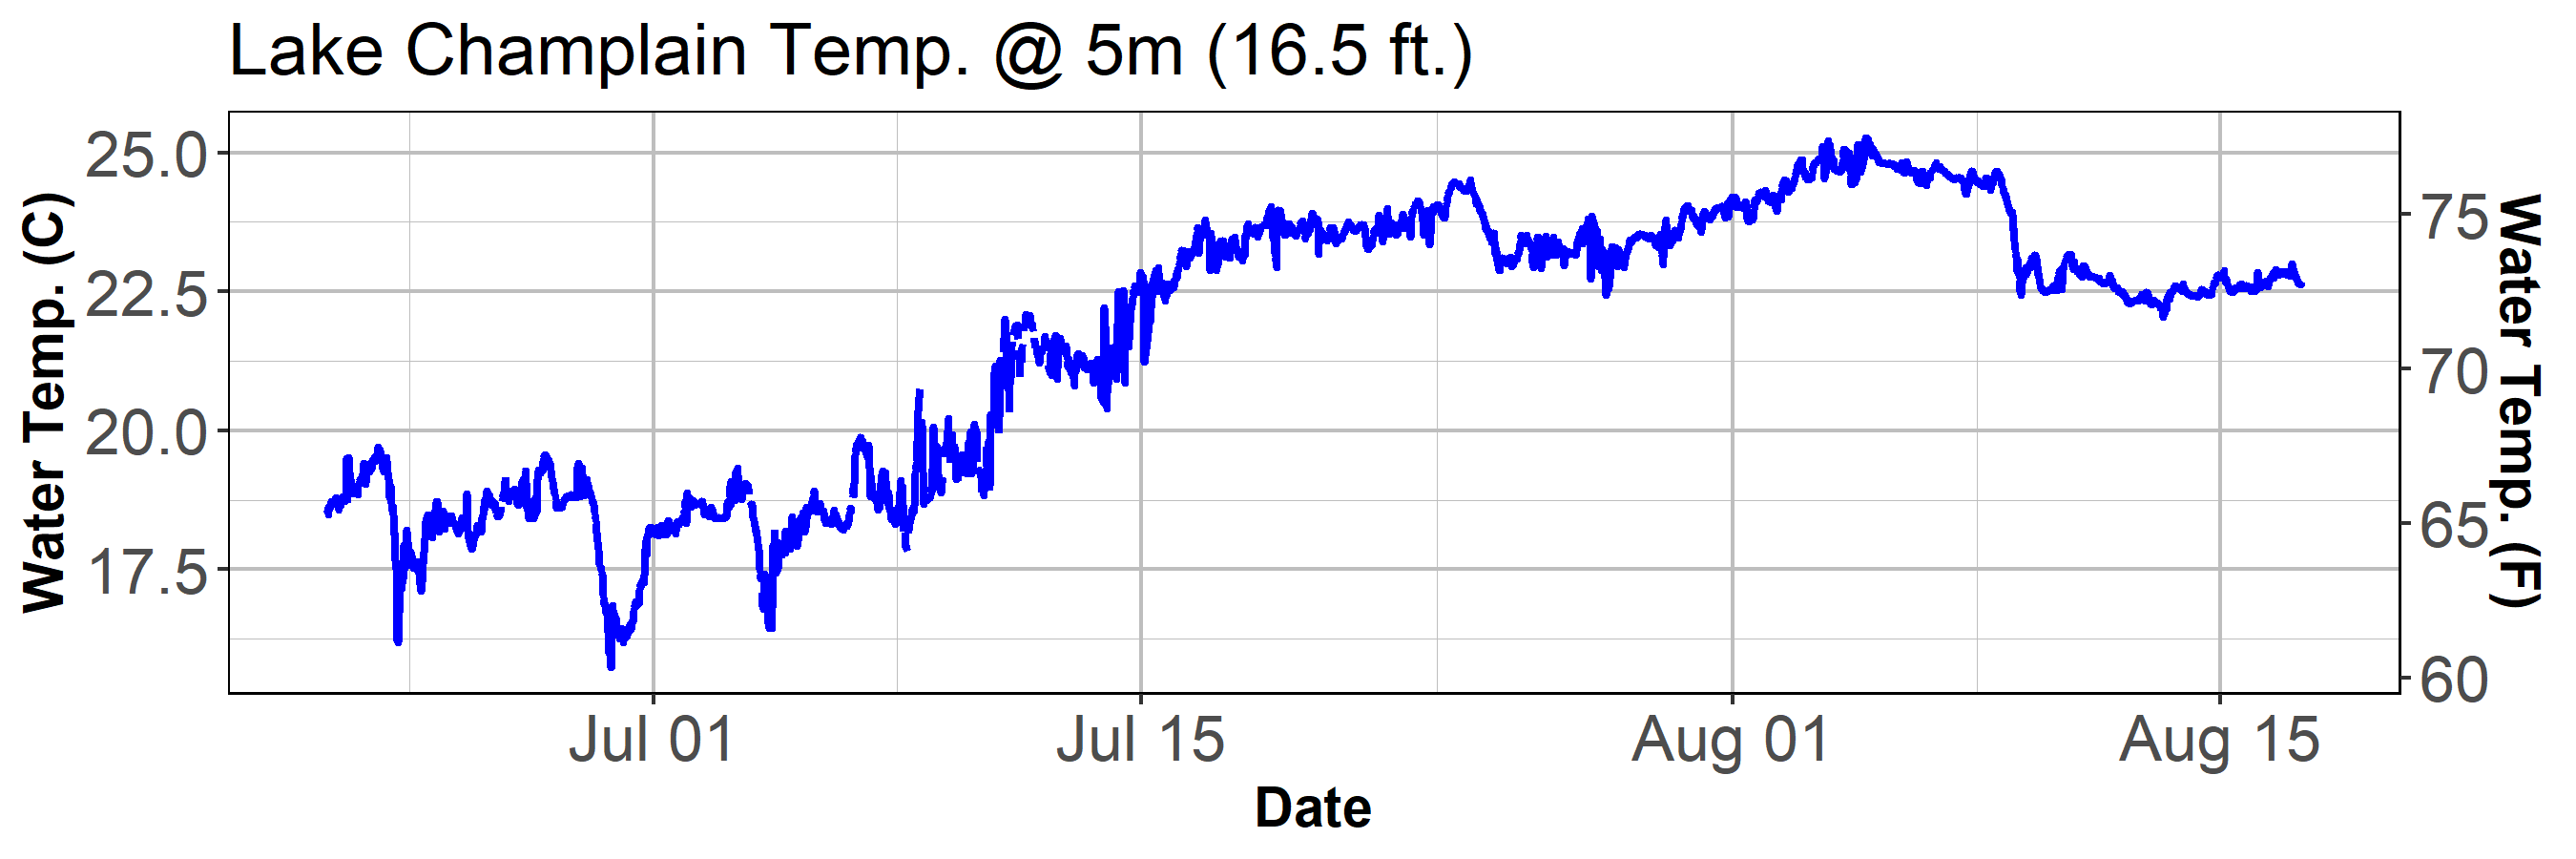 Lake Champlain Temp. @ 5m (16.5 ft.)
Water Temp. (C)
25.0
22.5
20.0
17.5
75
70
65
60
Water Temp. (F)
Jul 01
Jul 15
Aug 01
Aug 15
Date